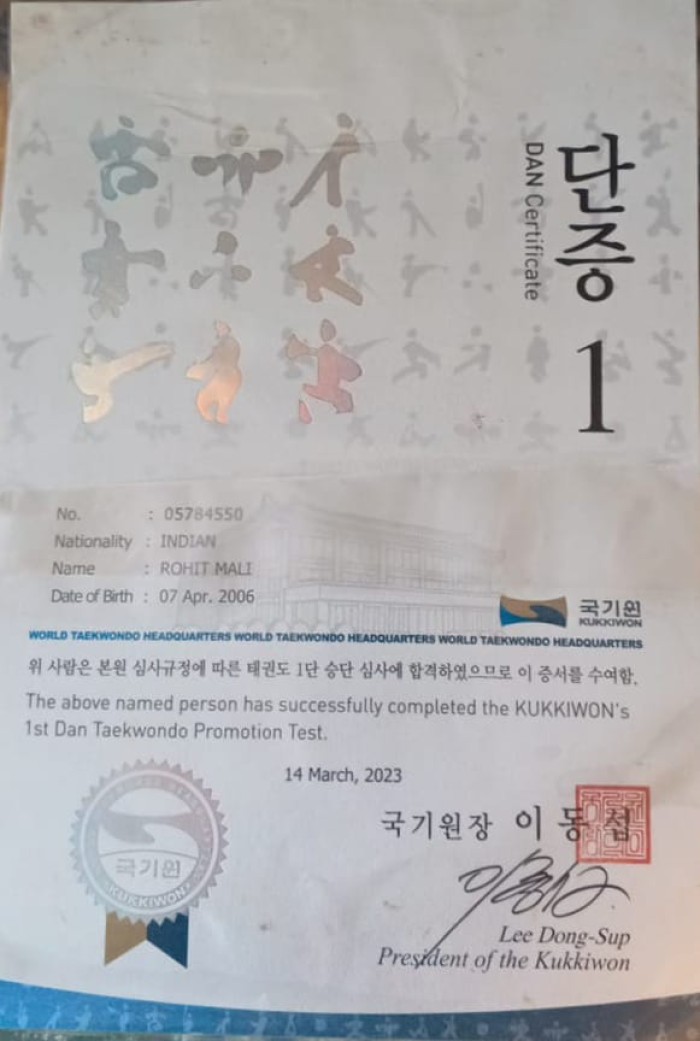 단증
DAN Certificate
1
No. : 05784550
Nationality : INDIAN
Name : ROHIT MALI
Date of Birth : 07 Apr. 2006
국기원
KUKKIWON
WORLD TAEKWONDO HEADQUARTERS WORLD TAEKWONDO HEADQUARTERS WORLD TAEKWONDO HEADQUARTERS
위 사람은 본원 심사규정에 따른 태권도 1단 승단 심사에 합격하였으므로 이 증서를 수여함.
The above named person has successfully completed the KUKKIWON's
1st Dan Taekwondo Promotion Test.
14 March, 2023
국기원장 이동섭
국기원
KUKKIWON
Lee Dong-Sup
President of the Kukkiwon